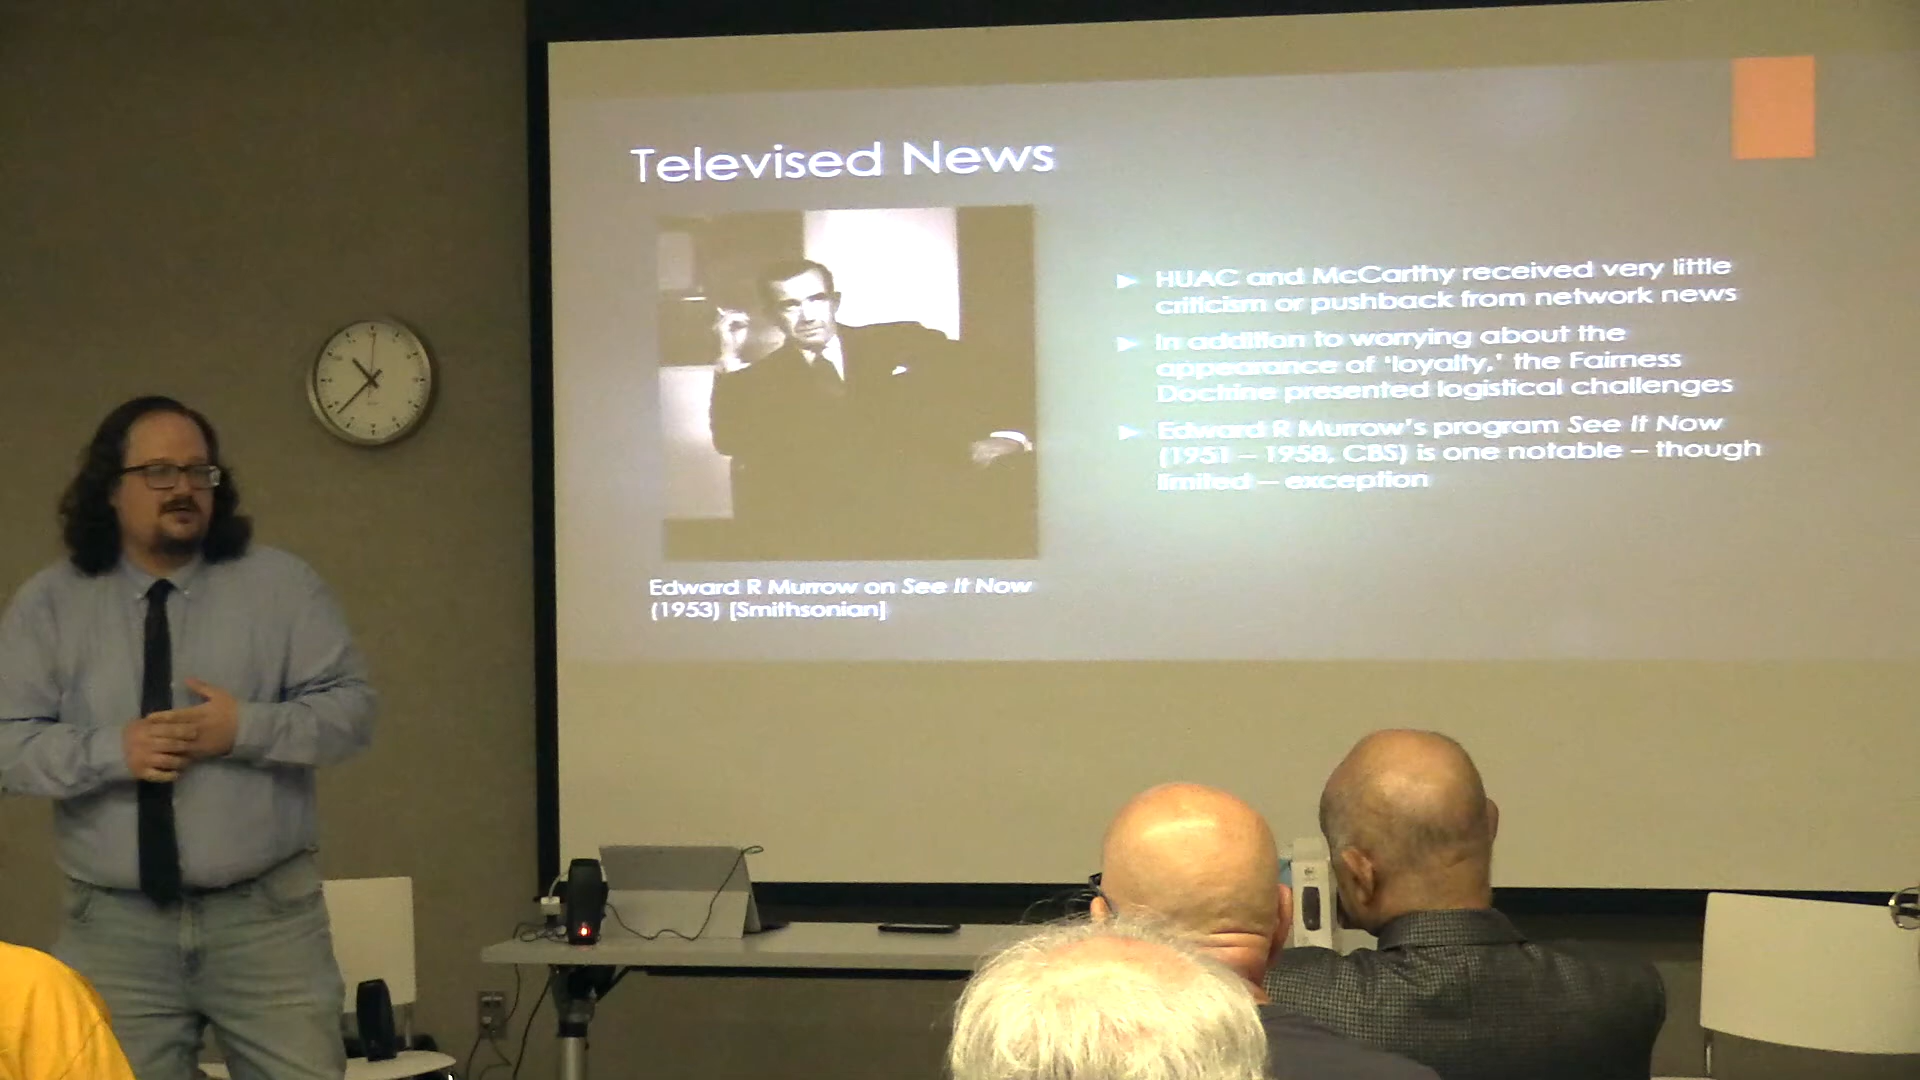 Televised News
HUAC and McCarthy received very little
criticism or pushback from network news
In addition to worrying about the
appearance of 'loyalty,' the Fairness
Doctrine presented logistical challenges
Edward R Murrow's program See It Now
(1951 – 1958, CBS) is one notable – though
limited – exception
Edward R Murrow on See It Now
(1953) [Smithsonian]